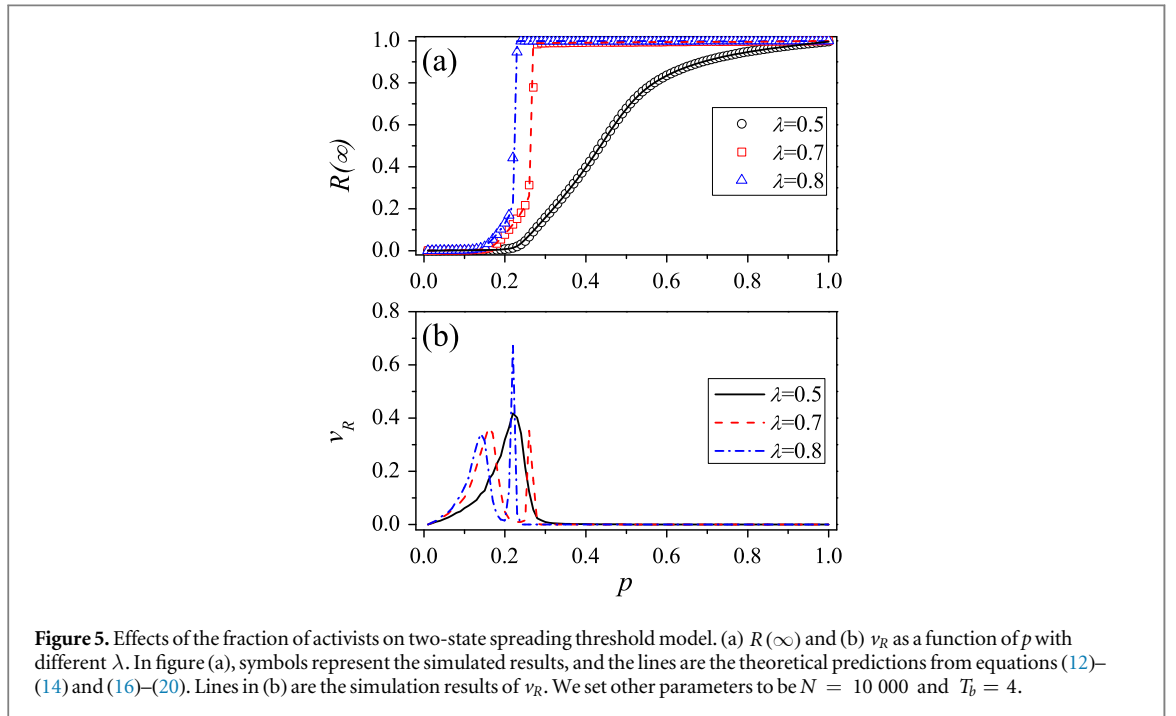 (a)
1.0
0.8
0.6
0.4
0.2
0.0
R(∞)
λ=0.5
λ=0.7
λ=0.8
0.0 0.2 0.4 0.6 0.8 1.0
(b)
0.8
0.6
0.4
0.2
0.0
v_R
λ=0.5
λ=0.7
λ=0.8
0.0 0.2 0.4 0.6 0.8 1.0
p
Figure 5. Effects of the fraction of activists on two-state spreading threshold model. (a) R(∞) and (b) v_R as a function of p with
different λ. In figure (a), symbols represent the simulated results, and the lines are the theoretical predictions from equations (12)–
(14) and (16)–(20). Lines in (b) are the simulation results of v_R. We set other parameters to be N = 10 000 and T_b = 4.